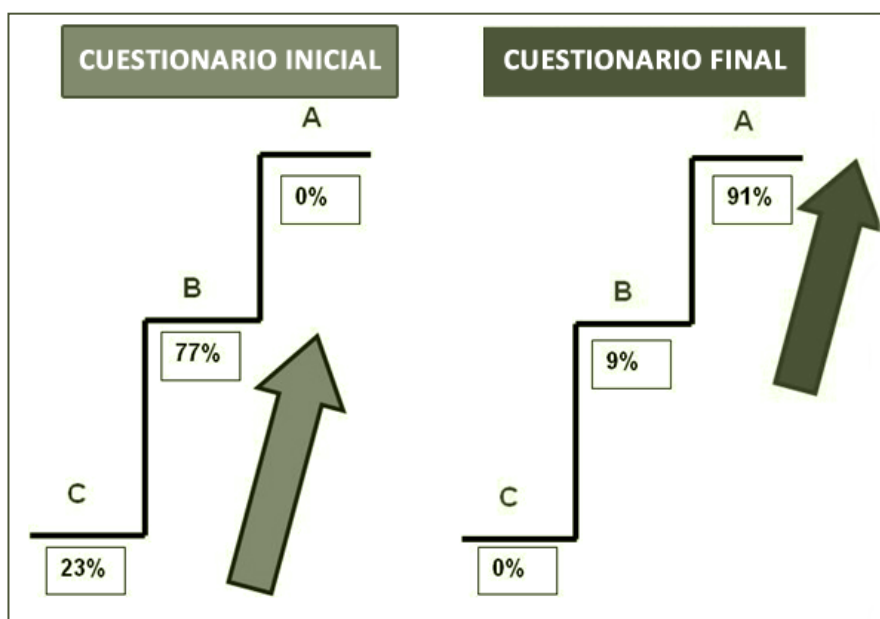 CUESTIONARIO INICIAL
A
0%
B
77%
C
23%
CUESTIONARIO FINAL
A
91%
B
9%
C
0%